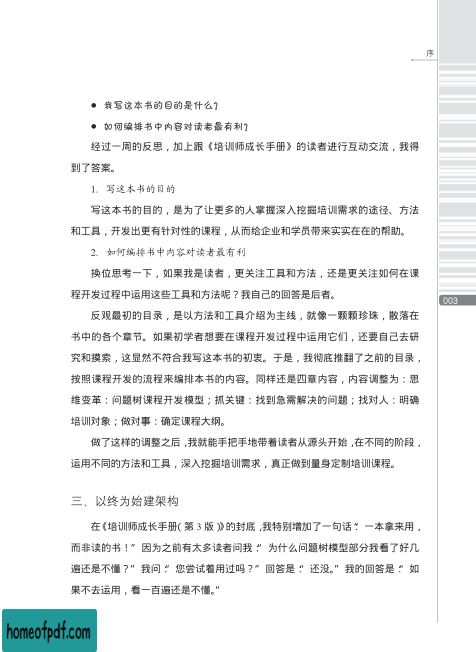 序
● 我写这本书的目的是什么?
● 如何编排书中内容对读者最有利?
经过一周的反思，加上跟《培训师成长手册》的读者进行互动交流，我得
到了答案。
1. 写这本书的目的
写这本书的目的，是为了让更多的人掌握深入挖掘培训需求的途径、方法
和工具，开发出更有针对性的课程，从而给企业和学员带来实实在在的帮助。
2. 如何编排书中内容对读者最有利
换位思考一下，如果我是读者，更关注工具和方法，还是更关注如何在课
程开发过程中运用这些工具和方法呢？我自己的回答是后者。
003
反观最初的目录，是以方法和工具介绍为主线，就像一颗颗珍珠，散落在
书中的各个章节。如果初学者想要在课程开发过程中运用它们，还要自己去研
究和摸索，这显然不符合我写这本书的初衷。于是，我彻底推翻了之前的目录，
按照课程开发的流程来编排本书的内容。同样还是四章内容，内容调整为：思
维变革：问题树课程开发模型；抓关键：找到急需解决的问题；找对人：明确
培训对象；做对事：确定课程大纲。
做了这样的调整之后，我就能手把手地带着读者从源头开始，在不同的阶段，
运用不同的方法和工具，深入挖掘培训需求，真正做到量身定制培训课程。
三、以终为始建架构
在《培训师成长手册（第 3 版）》的封底，我特别增加了一句话：“一本拿来用，
而非读的书！”因为之前有太多读者问我：“为什么问题树模型部分我看了好几
遍还是不懂？”我问：“您尝试着用过吗？”回答是：“还没。”我的回答是：“如
果不去运用，看一百遍还是不懂。”
homeofpdf.com